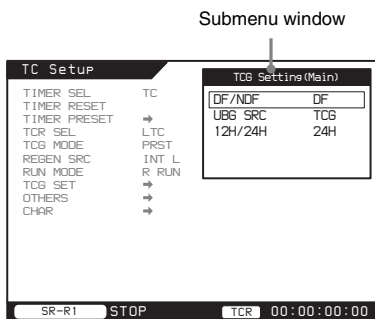 Submenu window
TC Setup
TIMER SEL TC
TIMER RESET
TIMER PRESET ➔
TCR SEL LTC
TCG MODE PRST
REGEN SRC INT L
RUN MODE R RUN
TCG SET ➔
OTHERS ➔
CHAR ➔
TCG Setting(Main)
DF/NDF DF
UBG SRC TCG
12H/24H 24H
SR-R1 STOP TCR 00:00:00:00